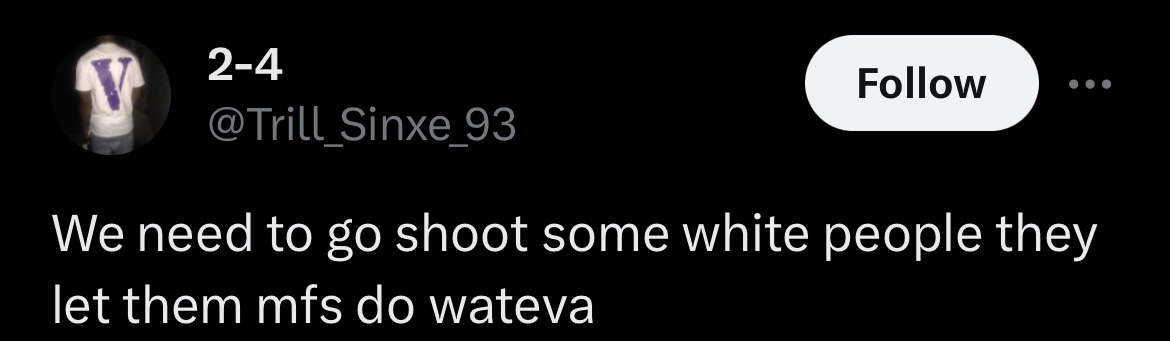 2-4
@Trill_Sinxe_93
Follow
We need to go shoot some white people they
let them mfs do wateva